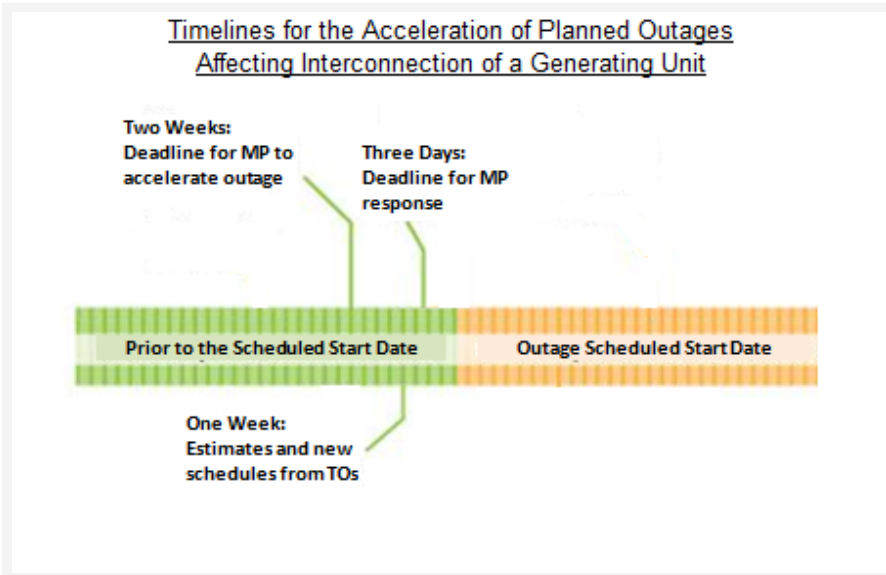 Timelines for the Acceleration of Planned Outages
Affecting Interconnection of a Generating Unit
Two Weeks:
Deadline for MP to
accelerate outage
Three Days:
Deadline for MP
response
Prior to the Scheduled Start Date
Outage Scheduled Start Date
One Week:
Estimates and new
schedules from TOs